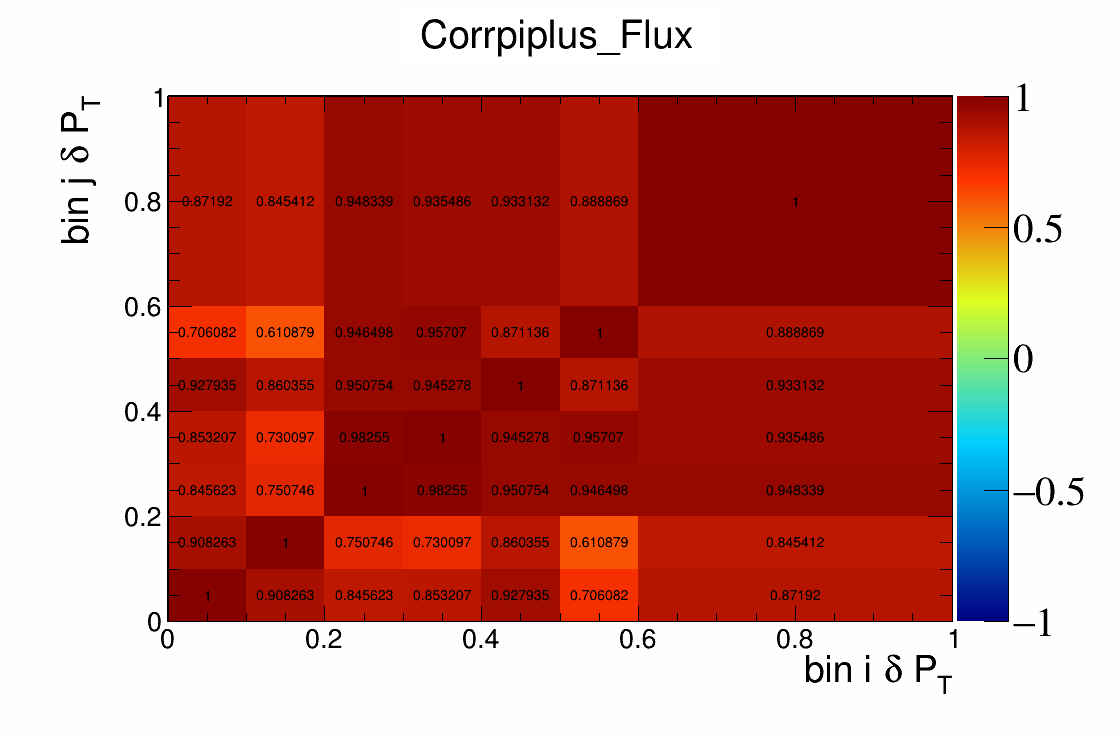 Corrpiplus_Flux
bin j δ P_T
1
0.8
0.6
0.4
0.2
0
0.87192 0.845412 0.948339 0.935486 0.933132 0.888869 1
0.706082 0.610879 0.946498 0.95707 0.871136 1 0.888869
0.927935 0.860355 0.950754 0.945278 1 0.871136 0.933132
0.853207 0.730097 0.98255 1 0.945278 0.95707 0.935486
0.845623 0.750746 1 0.98255 0.950754 0.946498 0.948339
0.908263 1 0.750746 0.730097 0.860355 0.610879 0.845412
1 0.908263 0.845623 0.853207 0.927935 0.706082 0.87192
0 0.2 0.4 0.6 0.8 1
bin i δ P_T
1
0.5
0
−0.5
−1